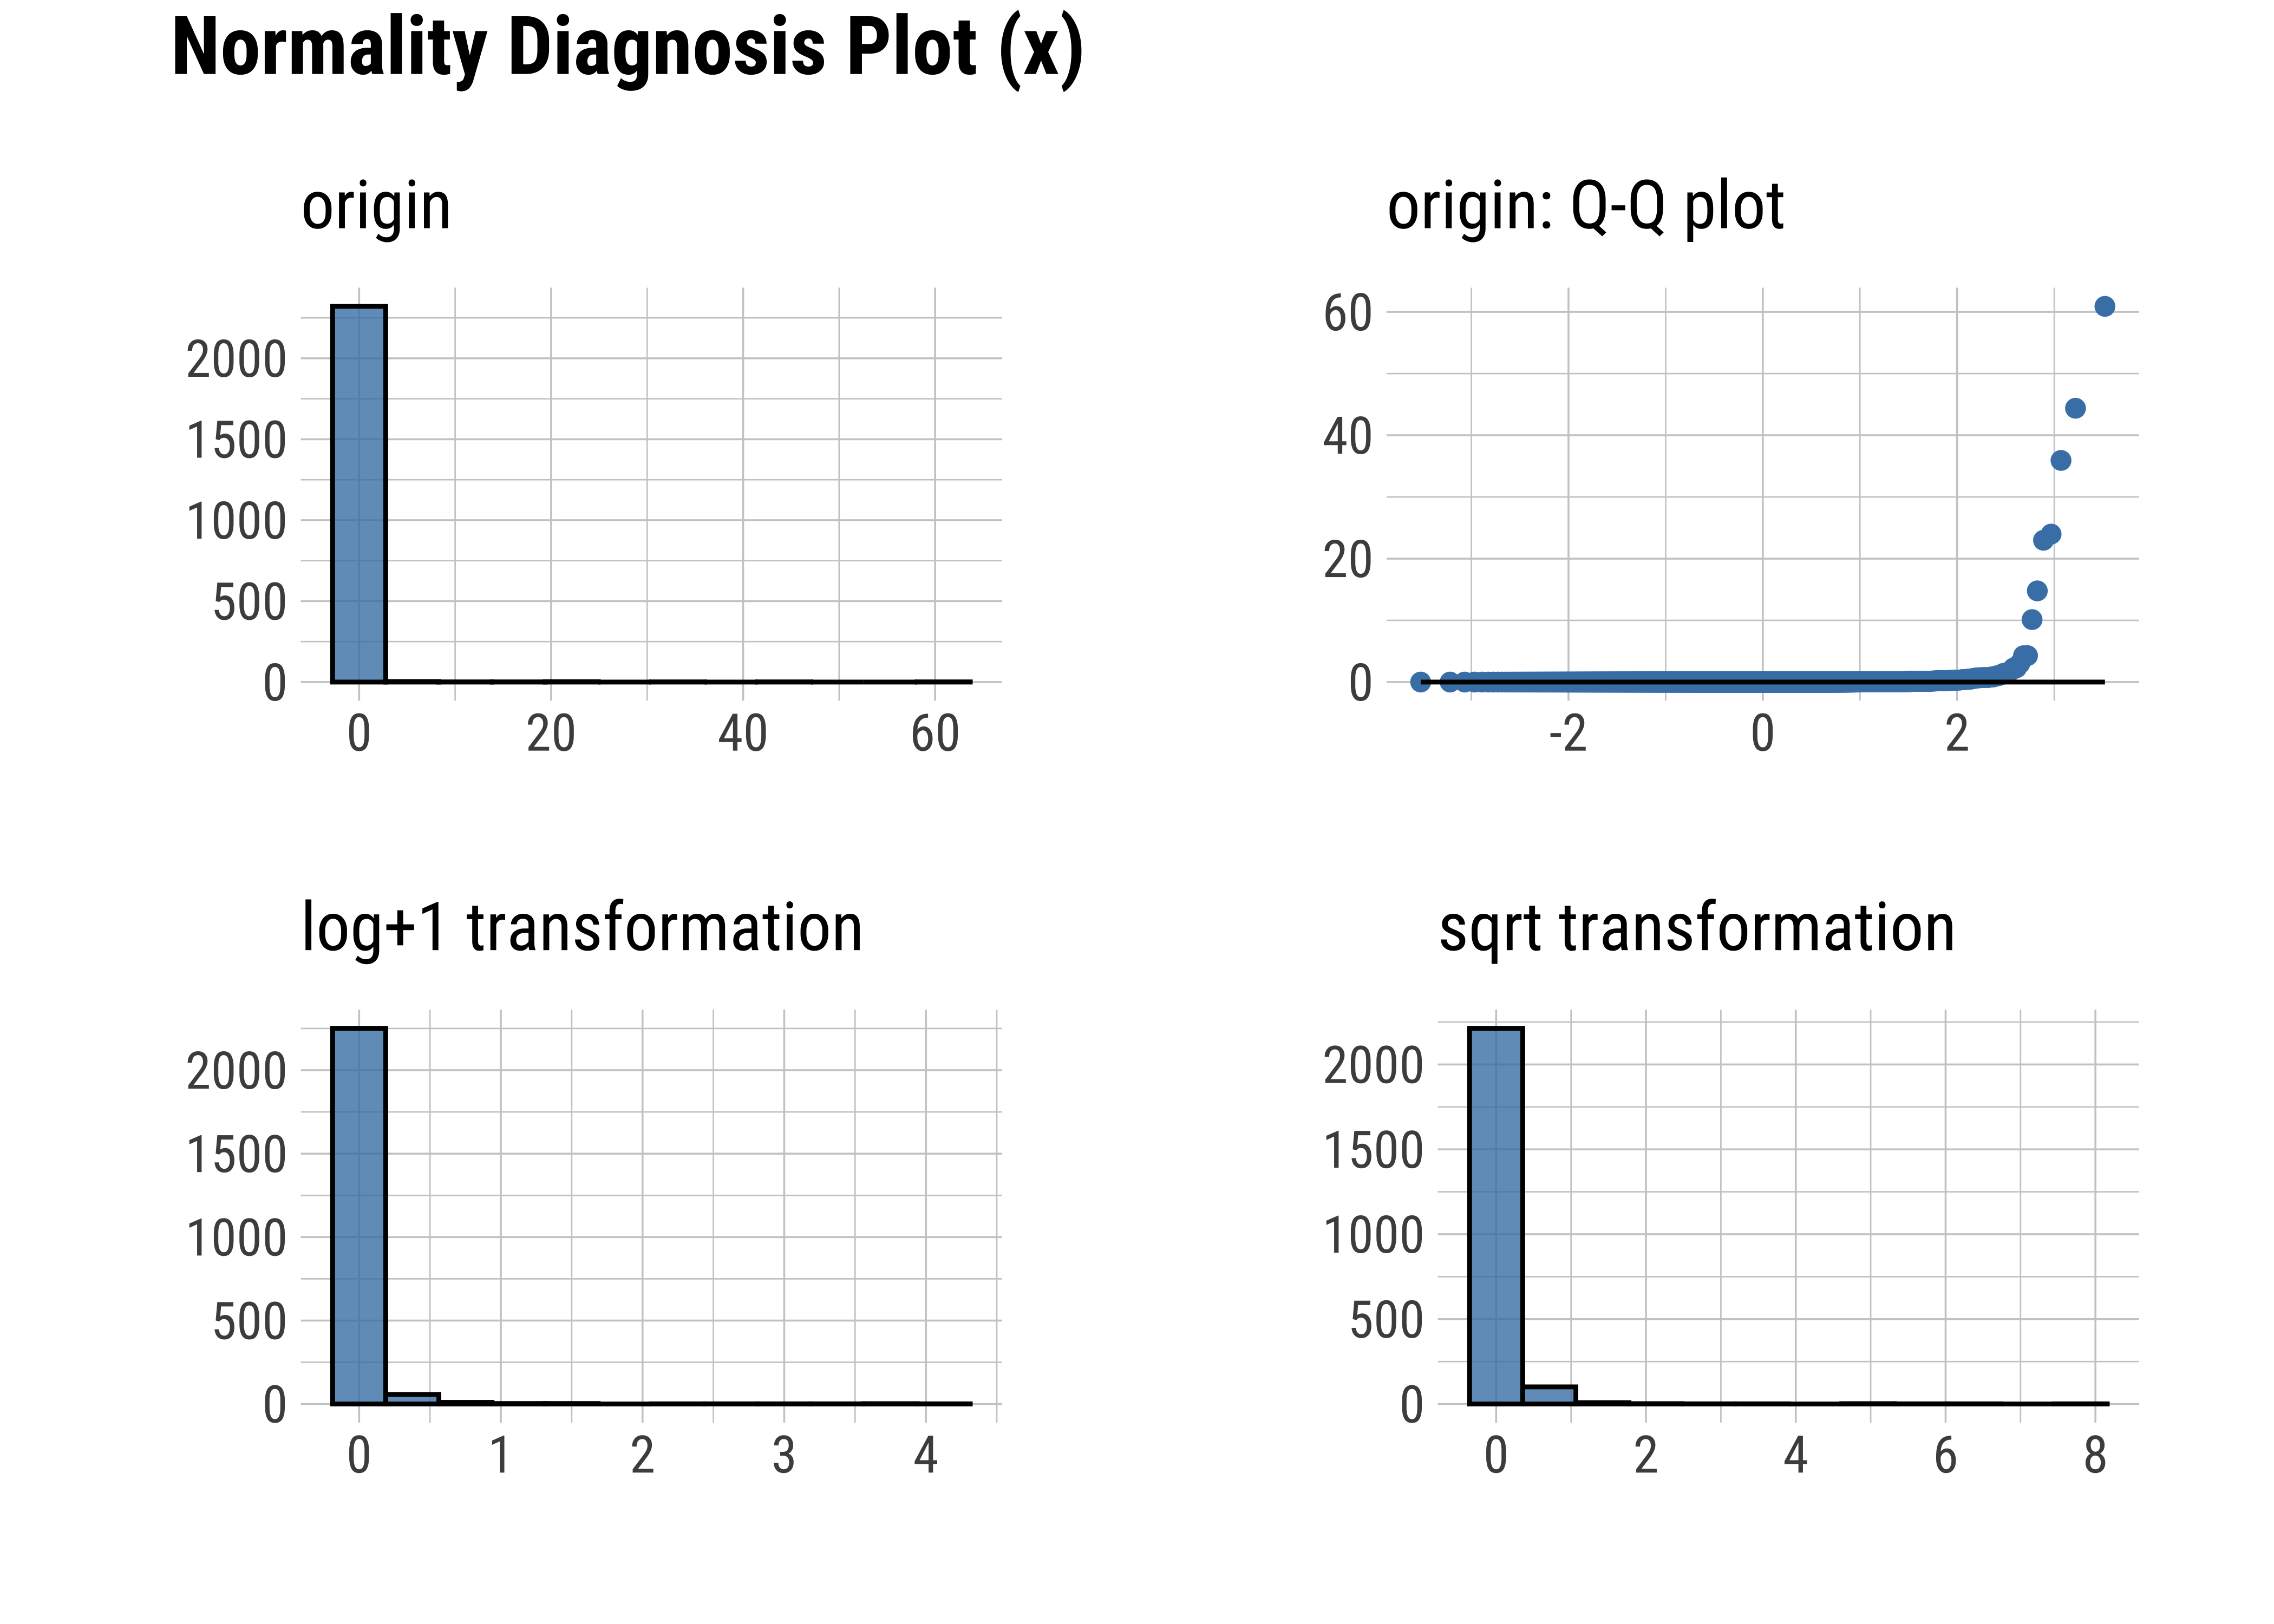 Normality Diagnosis Plot (x)
origin
2000
1500
1000
500
0
0 20 40 60
origin: Q-Q plot
60
40
20
0
-2 0 2
log+1 transformation
2000
1500
1000
500
0
0 1 2 3 4
sqrt transformation
2000
1500
1000
500
0
0 2 4 6 8